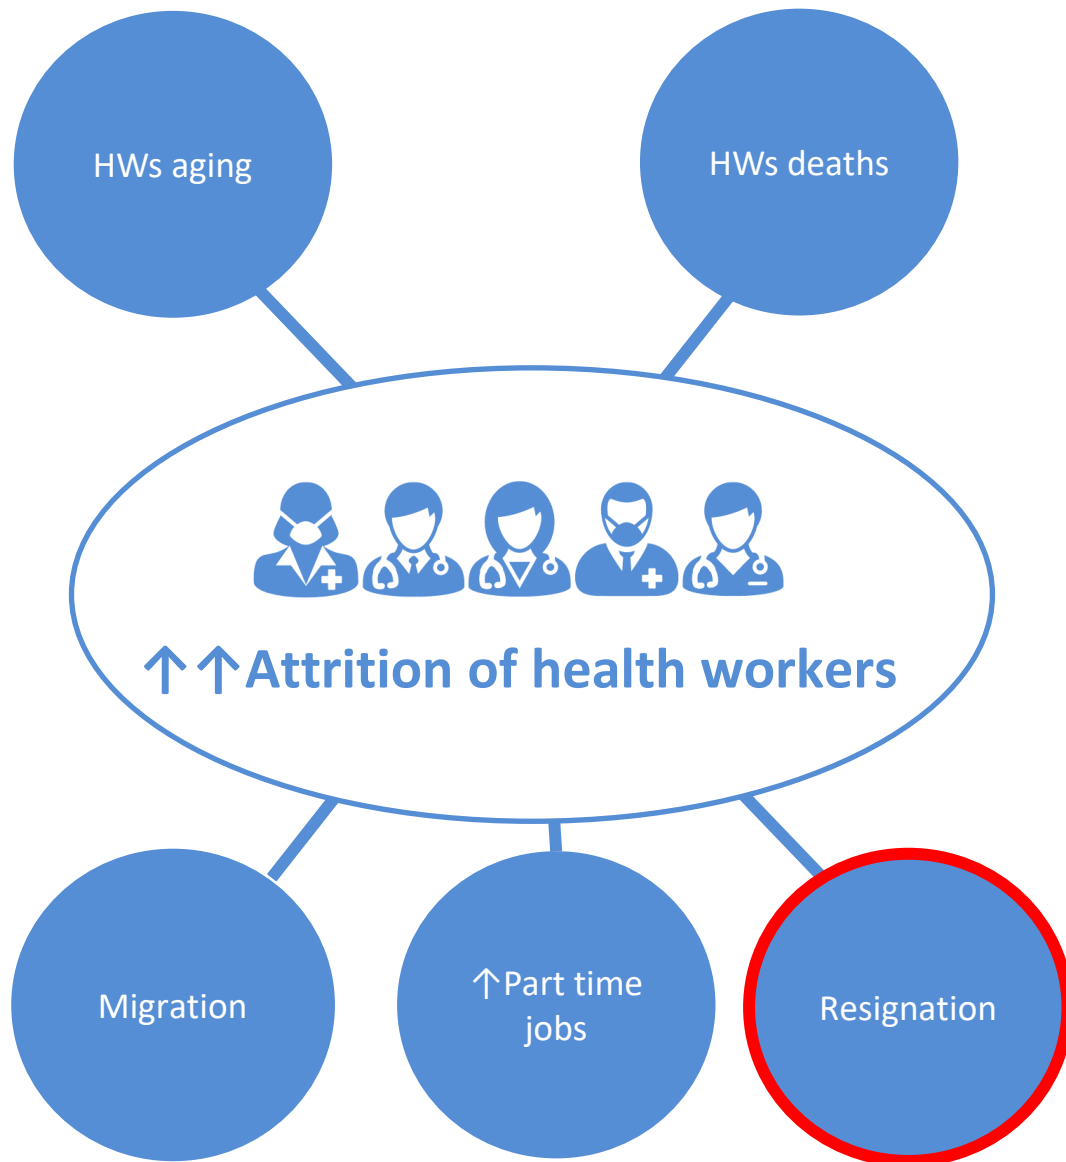 HWs aging
HWs deaths
↑↑Attrition of health workers
Migration
↑Part time
jobs
Resignation